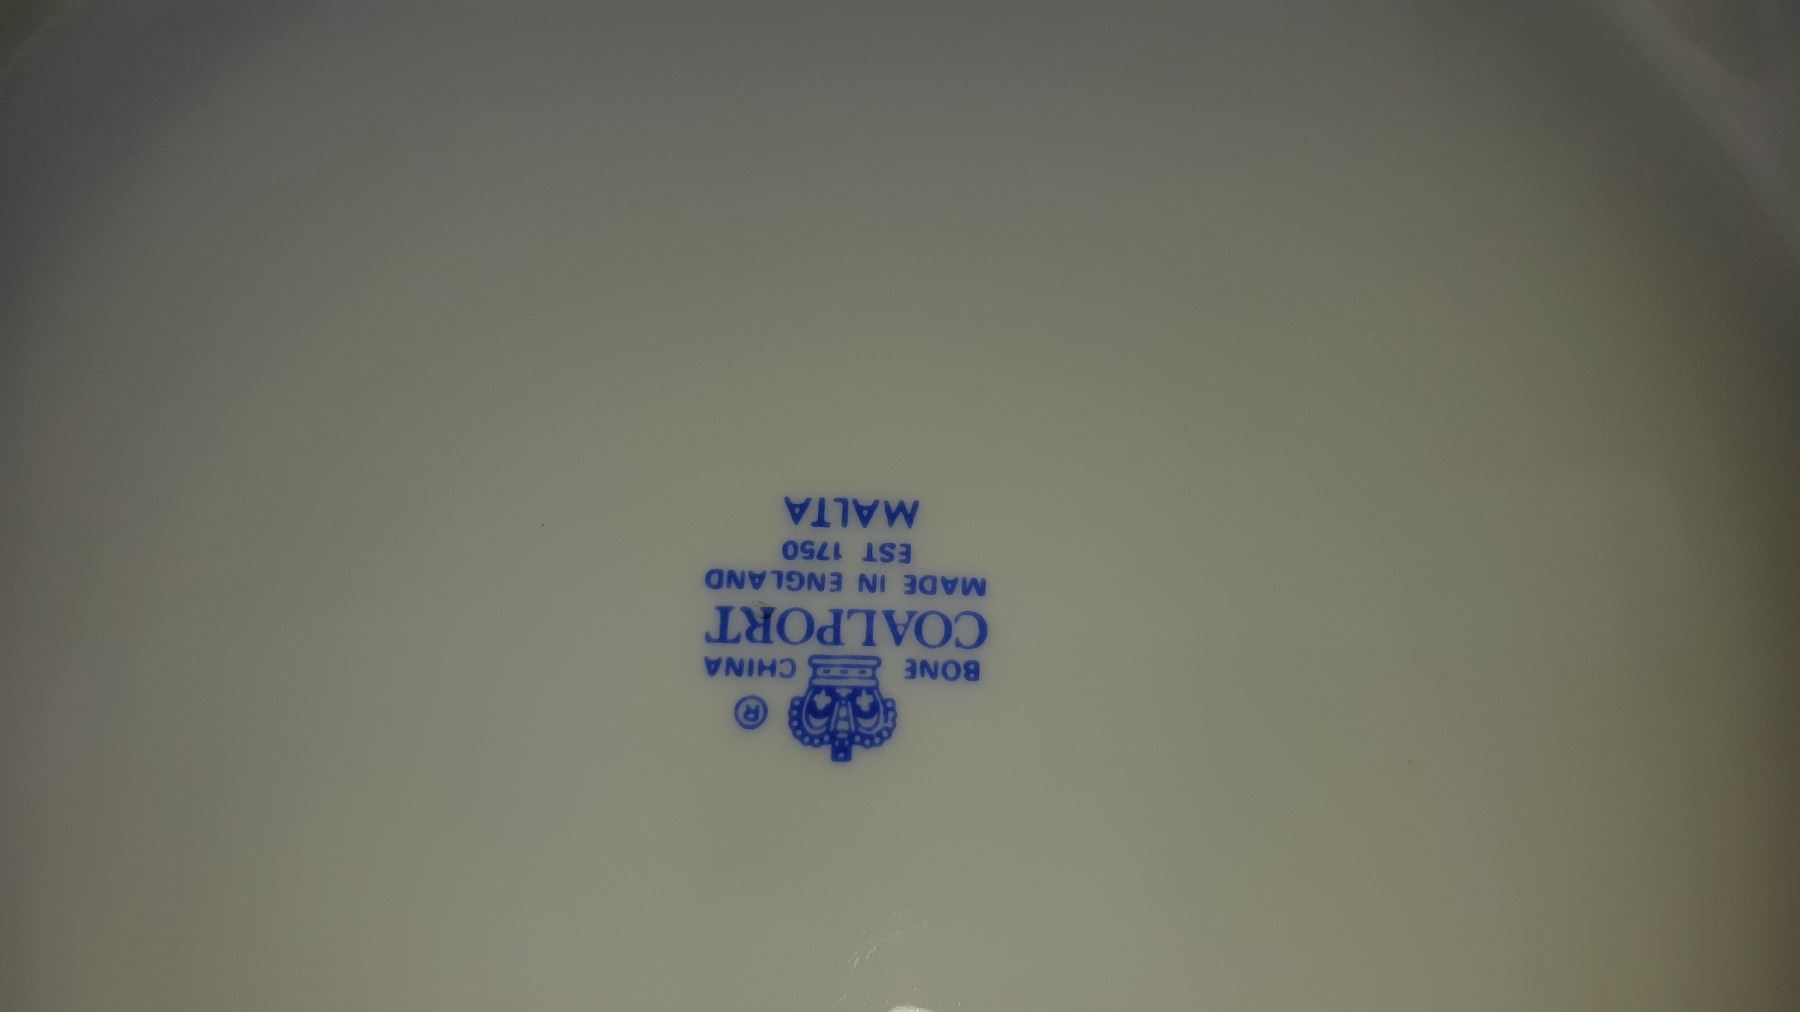 ®
BONE CHINA
COALPORT
MADE IN ENGLAND
EST 1750
MALTA